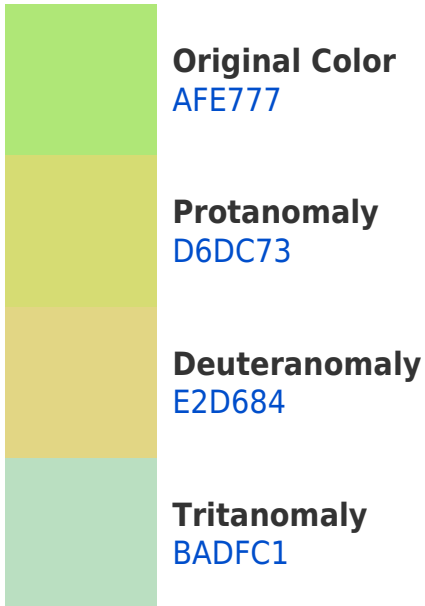 Original Color
AFE777
Protanomaly
D6DC73
Deuteranomaly
E2D684
Tritanomaly
BADFC1